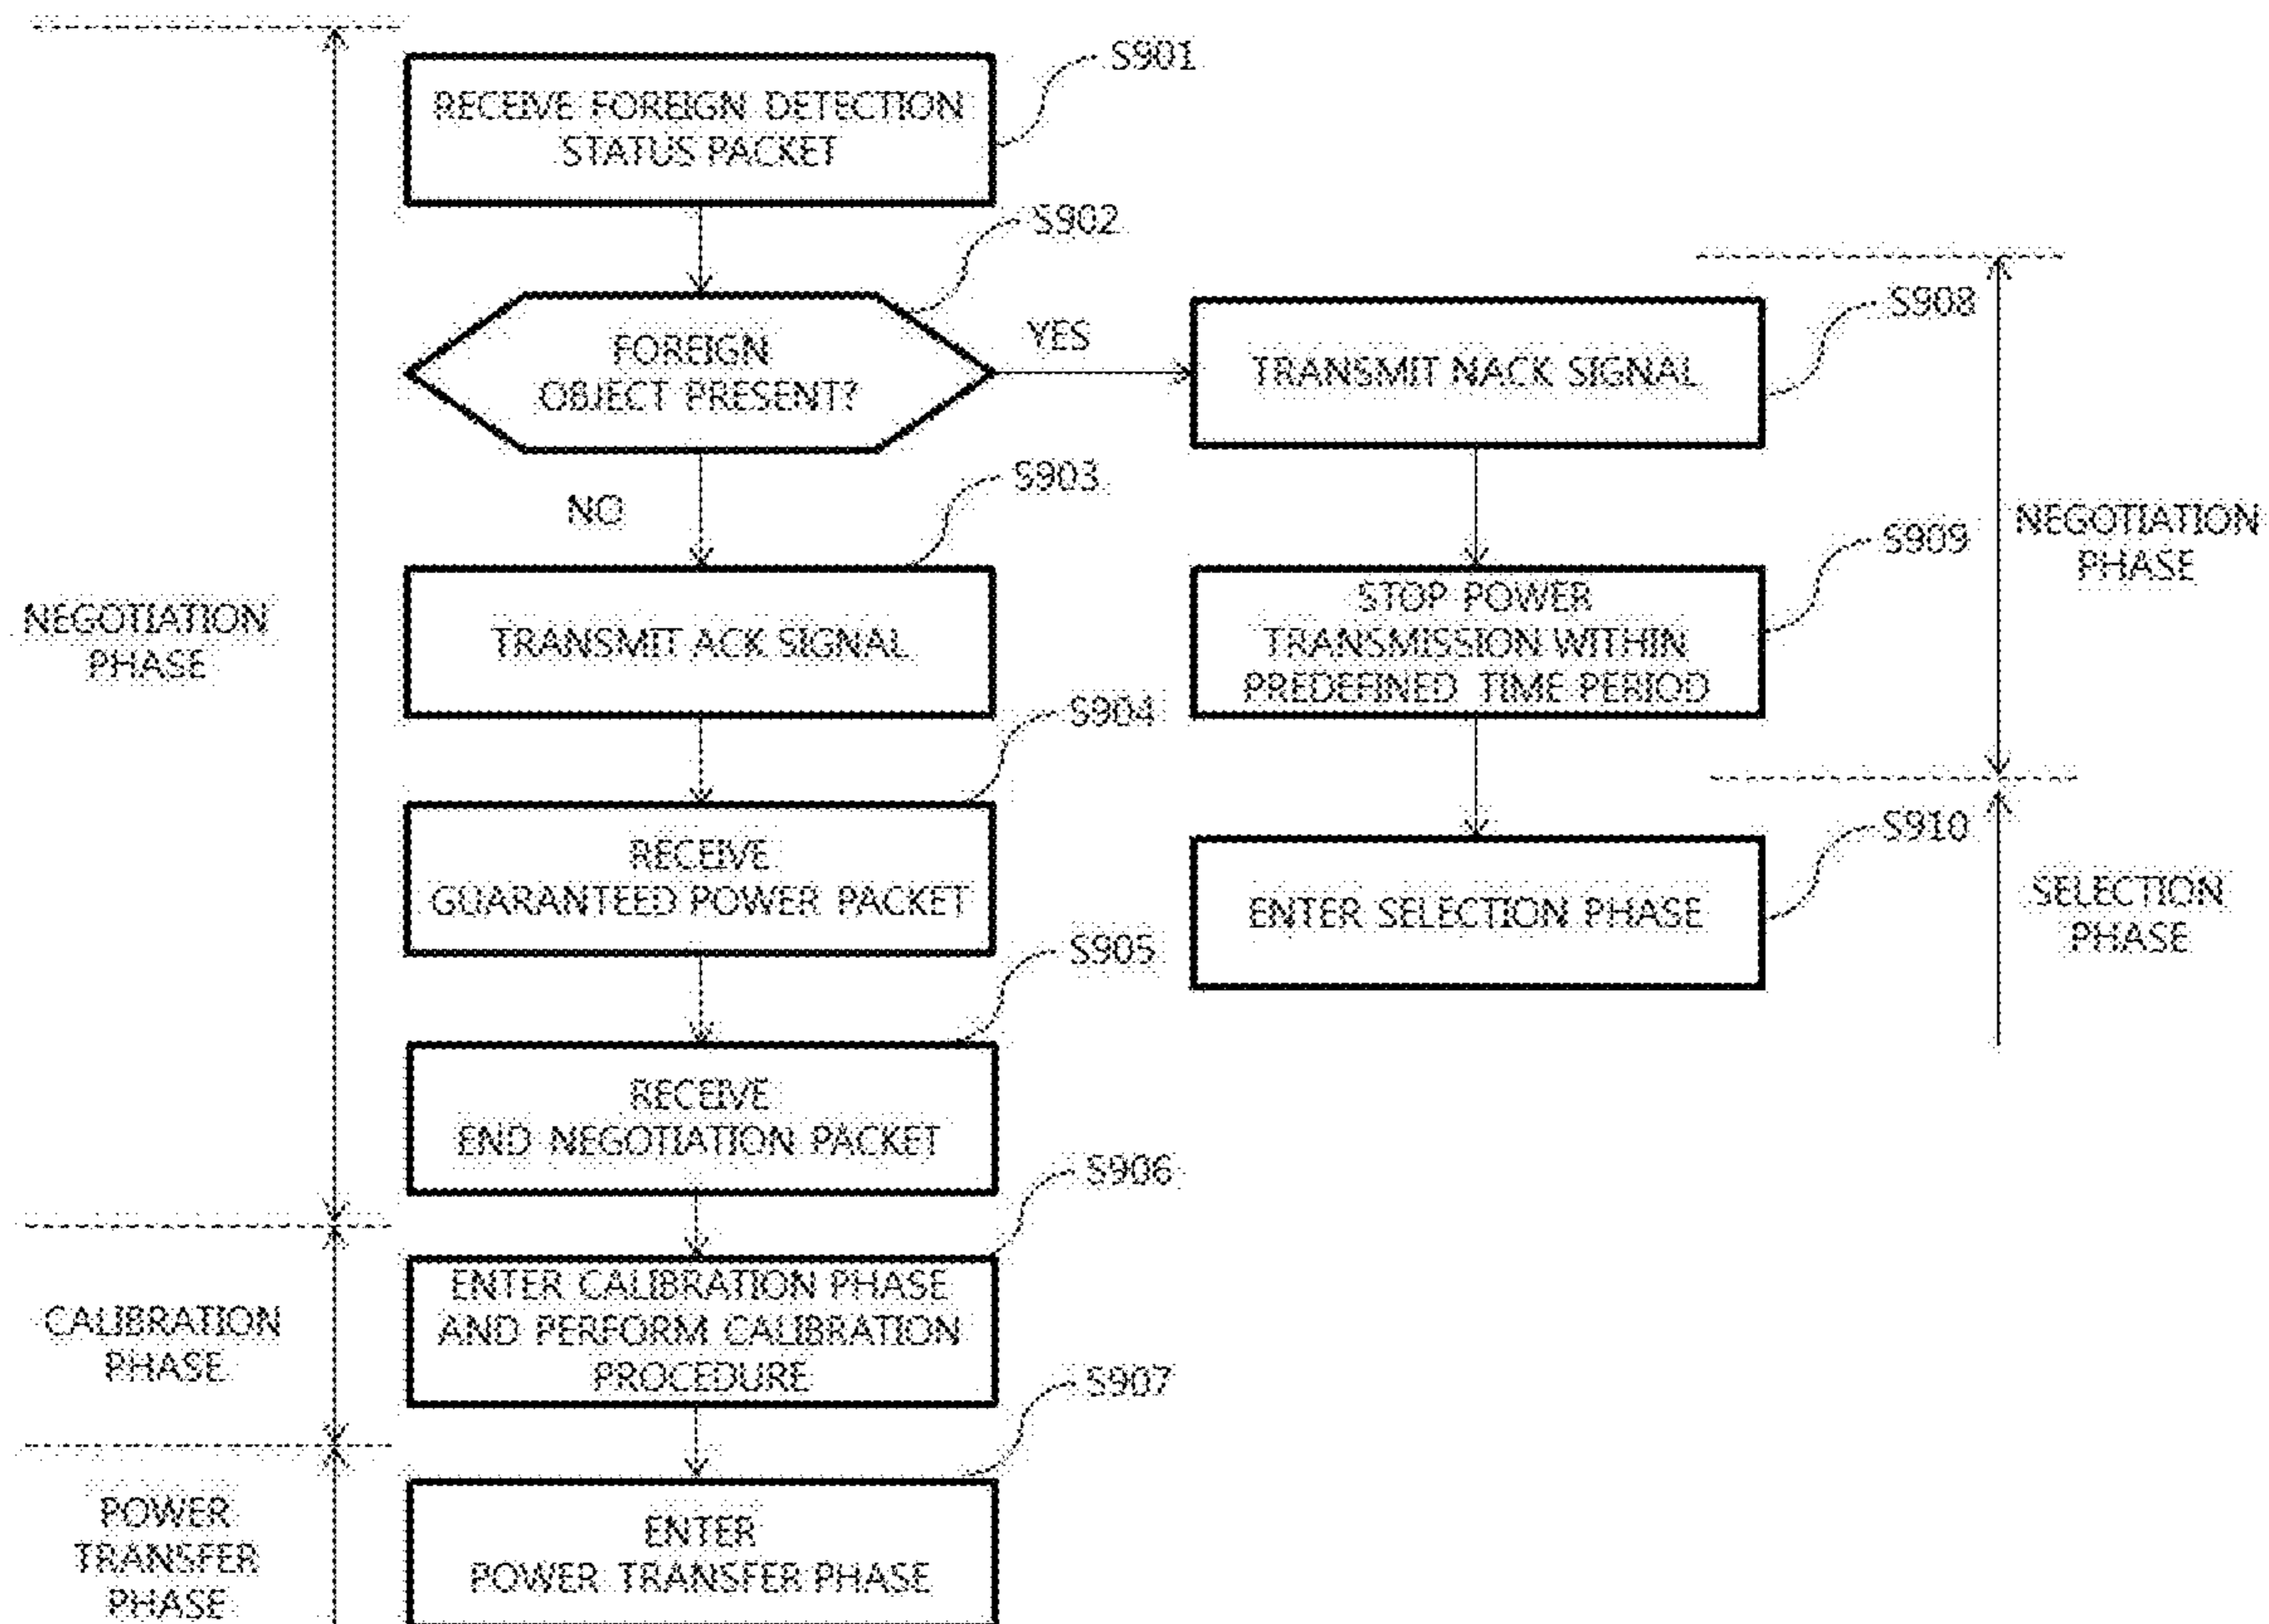 S901
RECEIVE FOREIGN DETECTION
STATUS PACKET
S902
FOREIGN
OBJECT PRESENT?
YES
S908
TRANSMIT NACK SIGNAL
NO
S903
TRANSMIT ACK SIGNAL
S909
STOP POWER
TRANSMISSION WITHIN
PREDEFINED TIME PERIOD
NEGOTIATION
PHASE
NEGOTIATION
PHASE
S904
RECEIVE
GUARANTEED POWER PACKET
S910
ENTER SELECTION PHASE
SELECTION
PHASE
S905
RECEIVE
END NEGOTIATION PACKET
S906
ENTER CALIBRATION PHASE
AND PERFORM CALIBRATION
PROCEDURE
CALIBRATION
PHASE
S907
ENTER
POWER TRANSFER PHASE
POWER
TRANSFER
PHASE